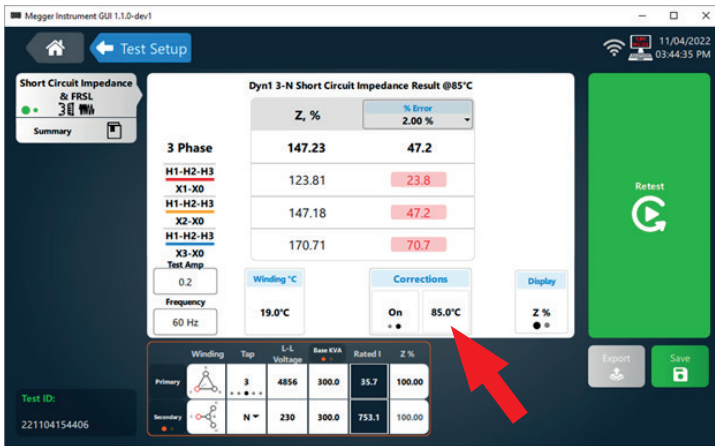 Megger Instrument GUI 1.1.0-dev1
Test Setup
11/04/2022
03:44:35 PM
Short Circuit Impedance
& FRSL
Summary
Dyn1 3-N Short Circuit Impedance Result @85°C
Z, %
% Error
2.00 %
3 Phase 147.23 47.2
H1-H2-H3
X1-X0
123.81 23.8
H1-H2-H3
X2-X0
147.18 47.2
H1-H2-H3
X3-X0
170.71 70.7
Test Amp
0.2
Frequency
60 Hz
Winding °C
19.0°C
Corrections
On 85.0°C
Display
Z %
Retest
Export
Save
Winding Tap L-L Voltage Base KVA Rated I Z %
Primary 3 4856 300.0 35.7 100.00
Secondary N 230 300.0 753.1 100.00
Test ID:
221104154406